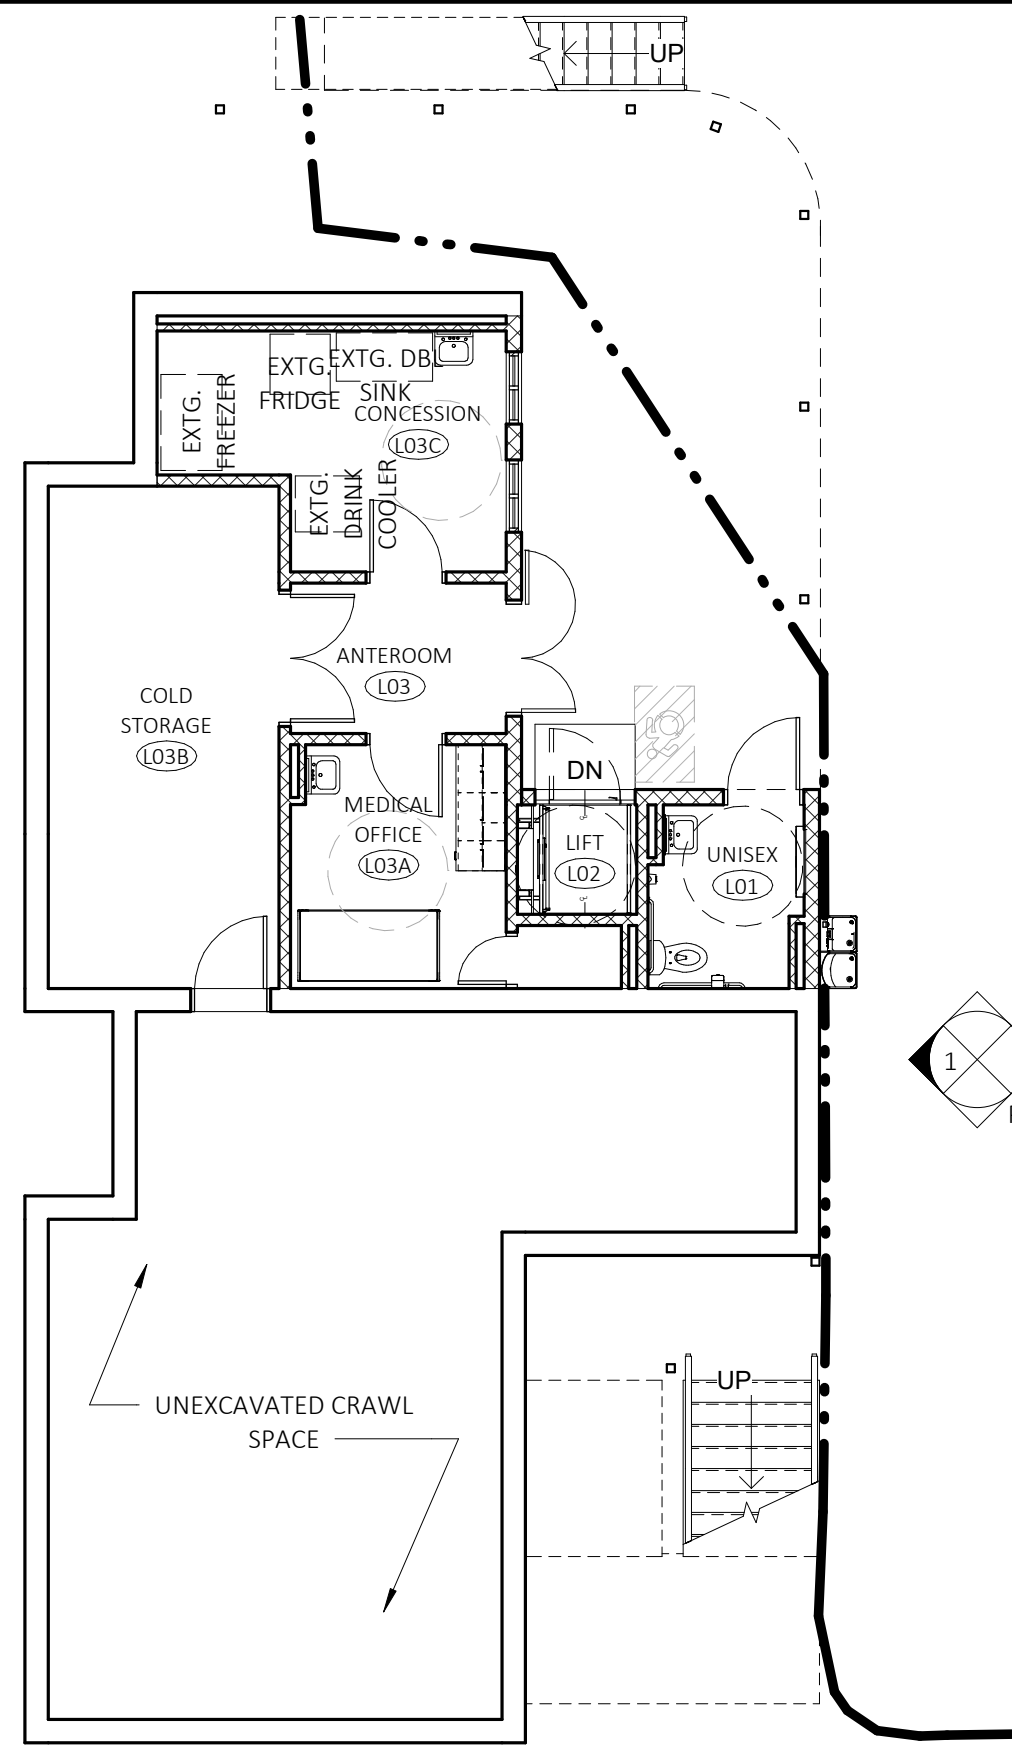 UP
EXTG.
FRIDGE
EXTG. DBL
SINK
EXTG.
FREEZER
CONCESSION
L03C
EXTG.
DRINK
COOLER
ANTEROOM
L03
COLD
STORAGE
L03B
DN
MEDICAL
OFFICE
L03A
LIFT
L02
UNISEX
L01
1
UNEXCAVATED CRAWL
SPACE
UP